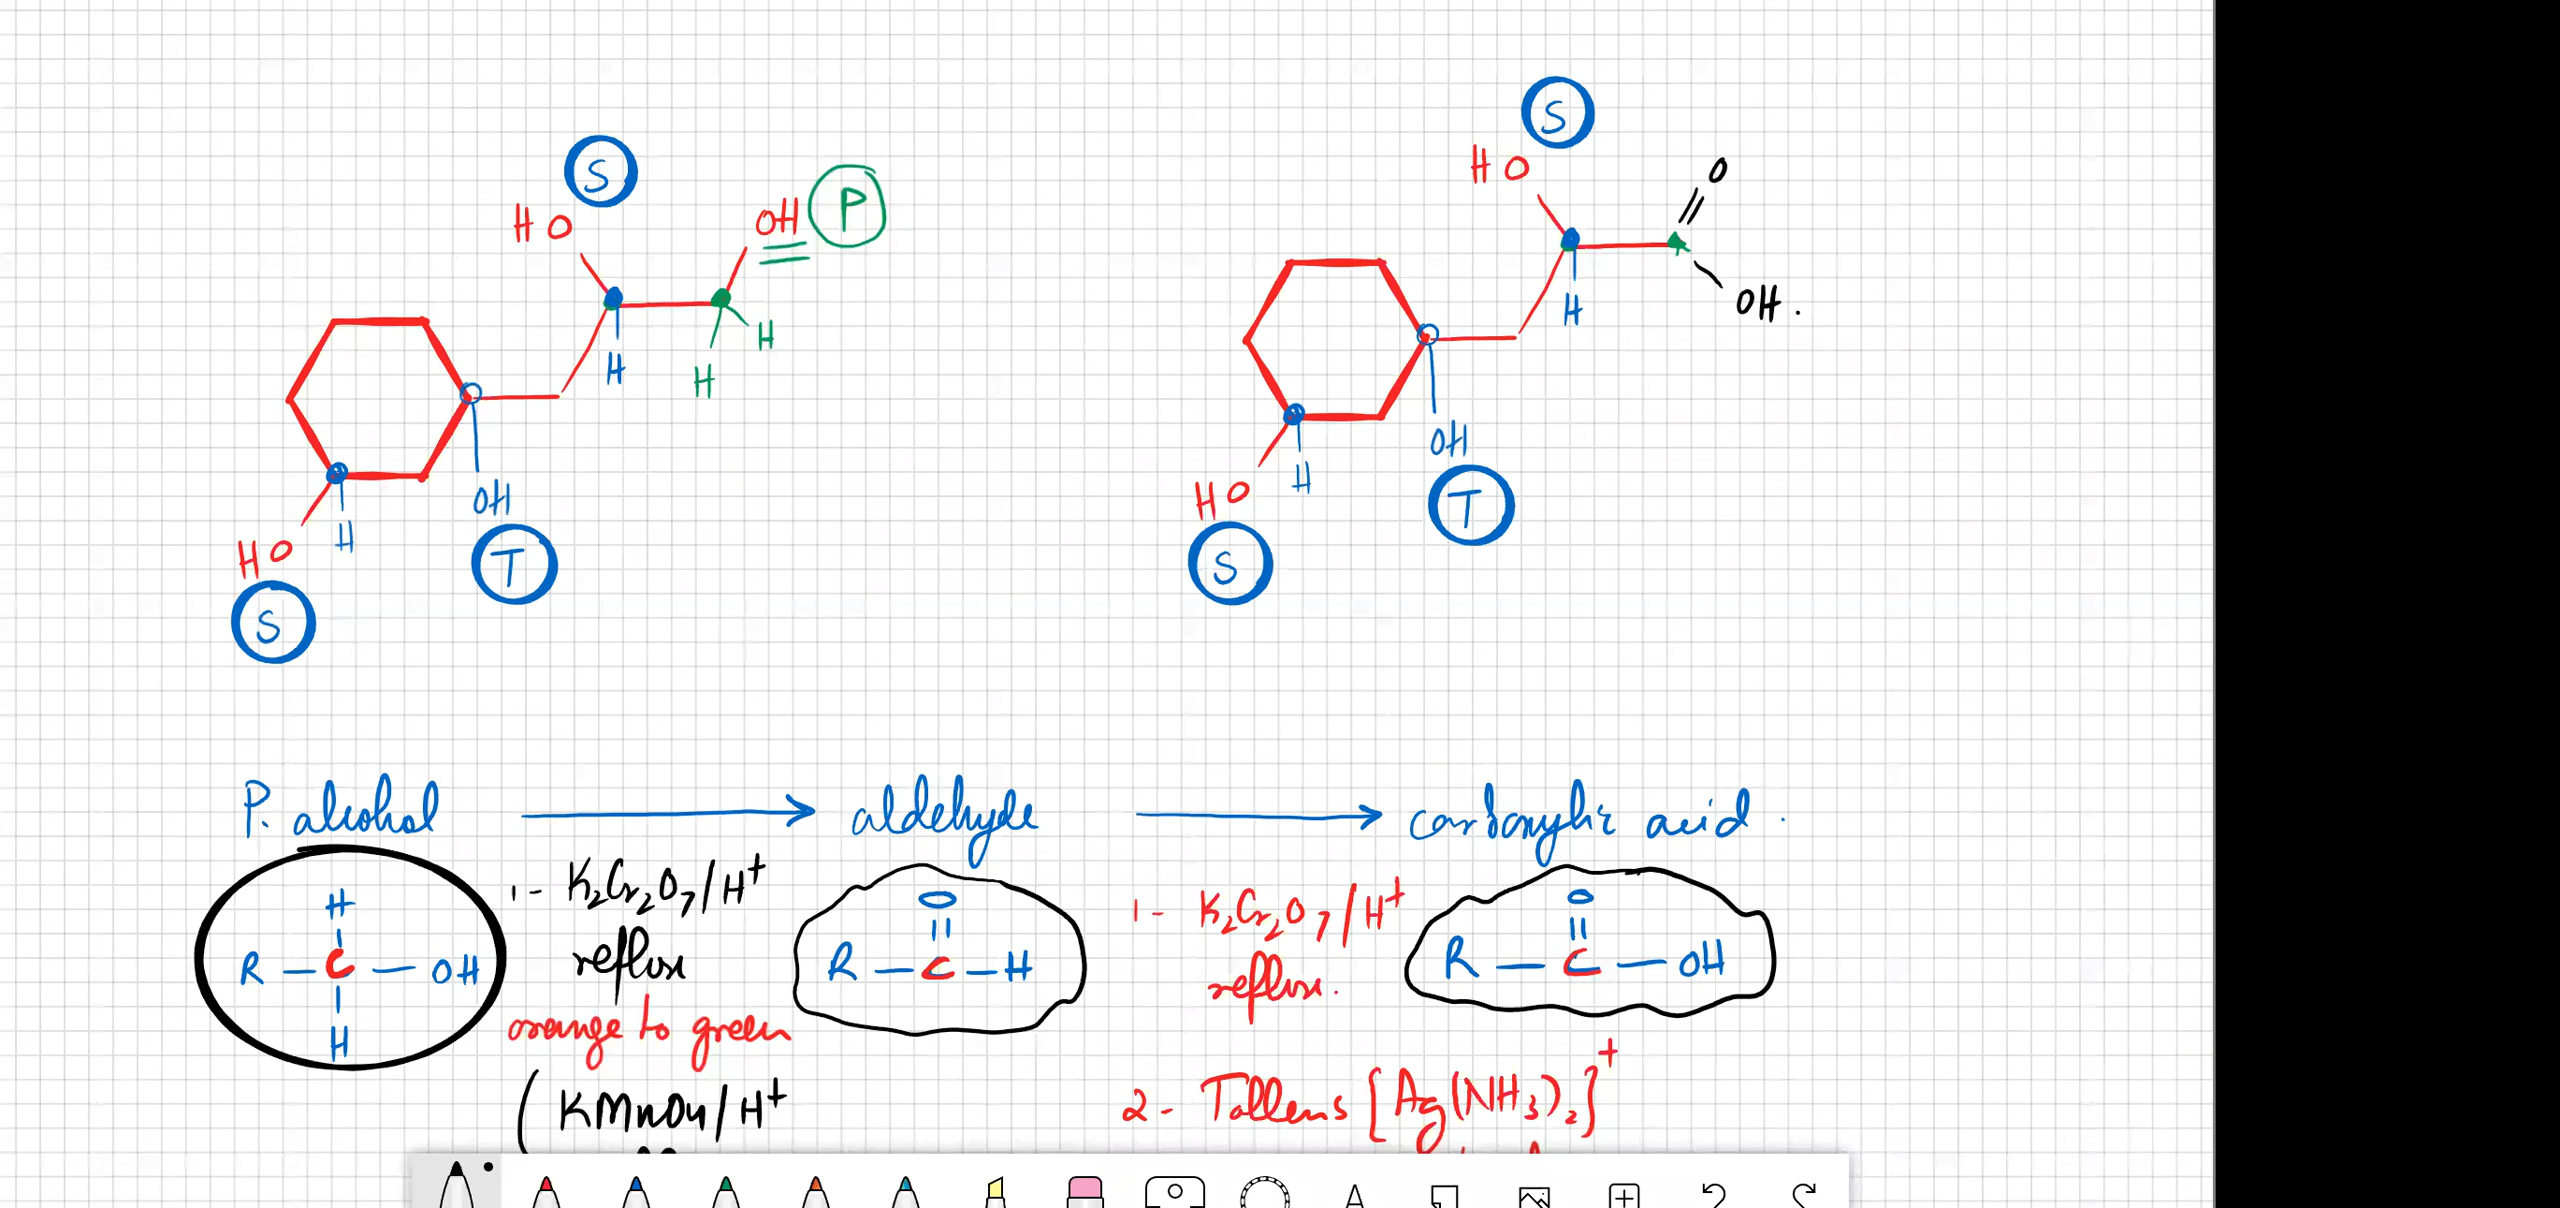 S
HO
OH
P
H
H
H
OH
H
HO
T
S
S
HO
O
H
OH.
OH
H
HO
T
S
P. alcohol → aldehyde → carboxylic acid.
H
R — C — OH
H
1- K₂Cr₂O₇/H⁺
reflux
orange to green
(KMnO₄/H⁺
O
R — C — H
1- K₂Cr₂O₇/H⁺
reflux.
2- Tollens [Ag(NH₃)₂]⁺
O
R — C — OH